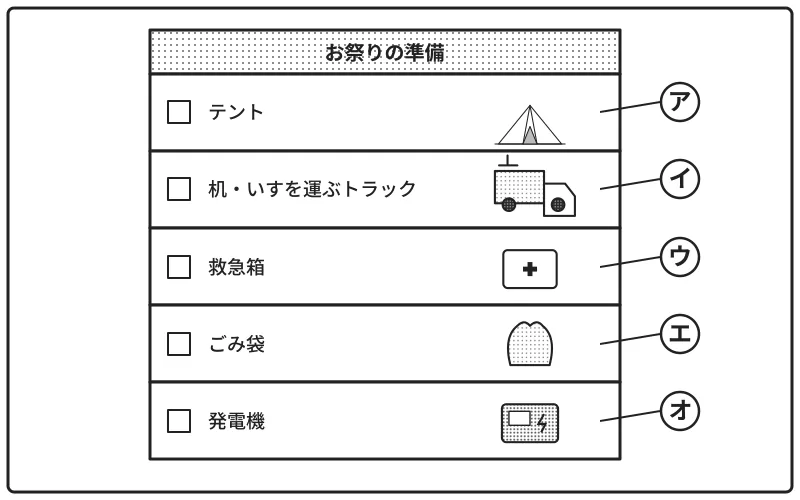 お祭りの準備
テント
ア
机・いすを運ぶトラック
イ
救急箱
ウ
ごみ袋
エ
発電機
オ